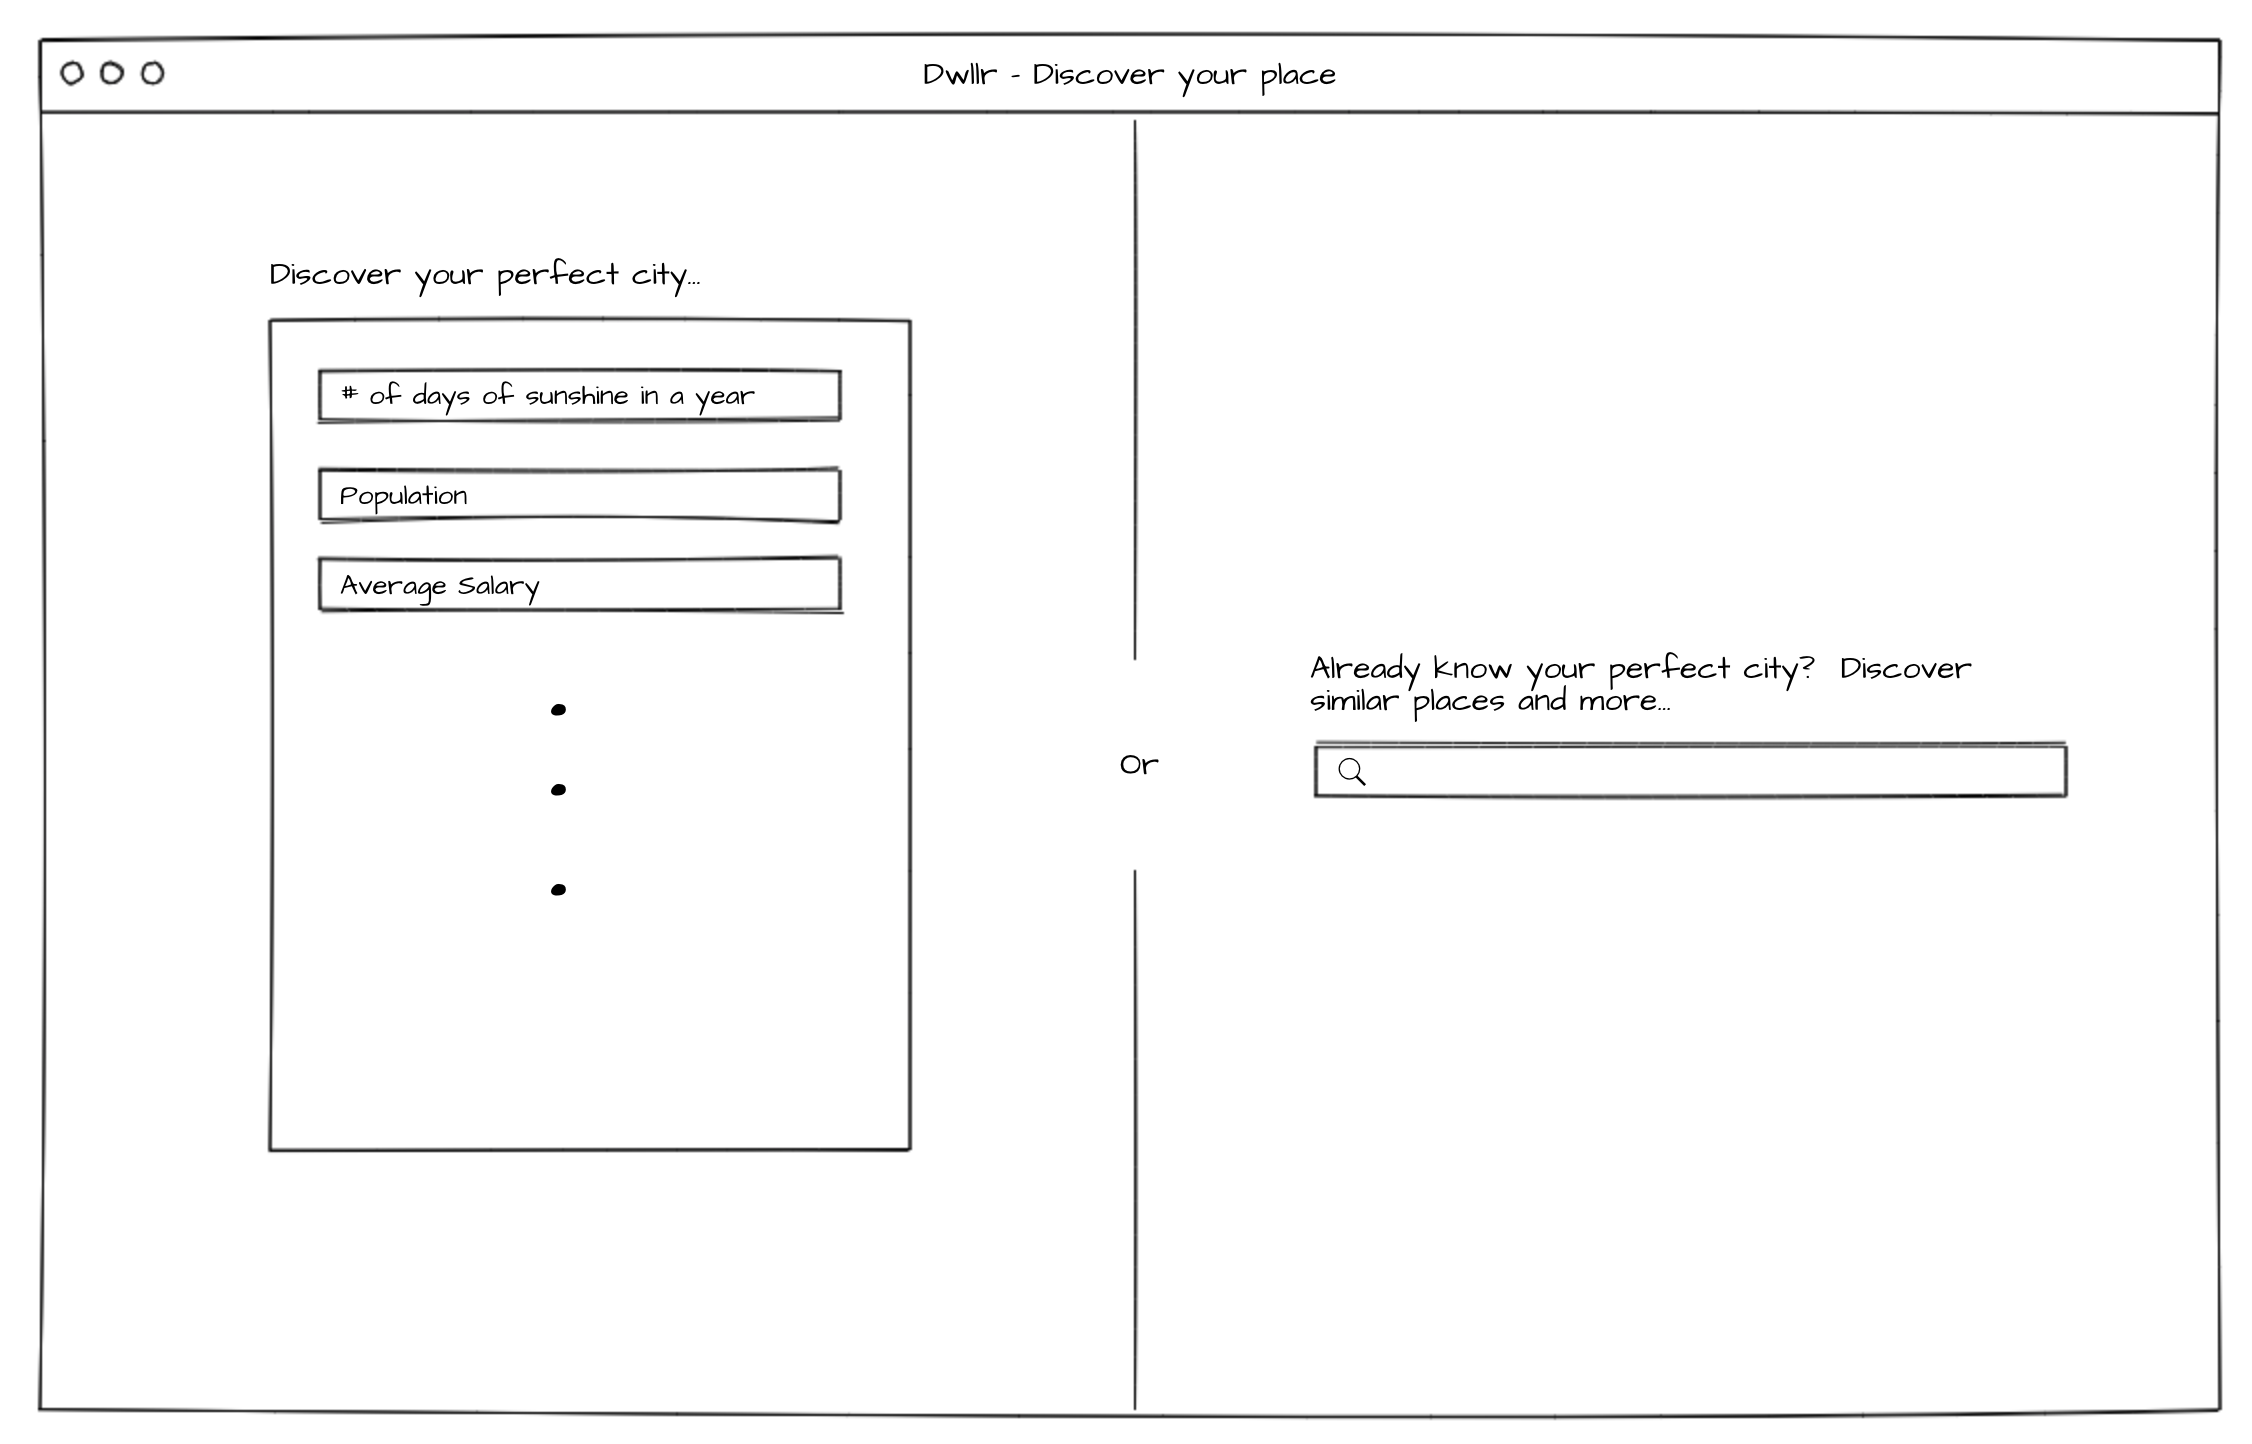 Dwllr - Discover your place
Discover your perfect city...
# of days of sunshine in a year
Population
Average Salary
Or
Already know your perfect city? Discover
similar places and more...